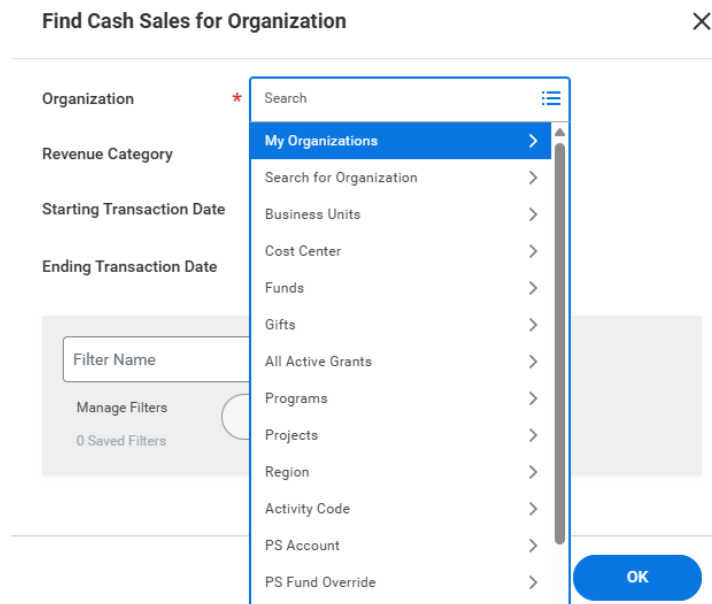 Find Cash Sales for Organization
Organization *
Search
My Organizations
Revenue Category
Search for Organization
Starting Transaction Date
Business Units
Cost Center
Ending Transaction Date
Funds
Gifts
Filter Name
All Active Grants
Programs
Manage Filters
Projects
0 Saved Filters
Region
Activity Code
PS Account
PS Fund Override
OK